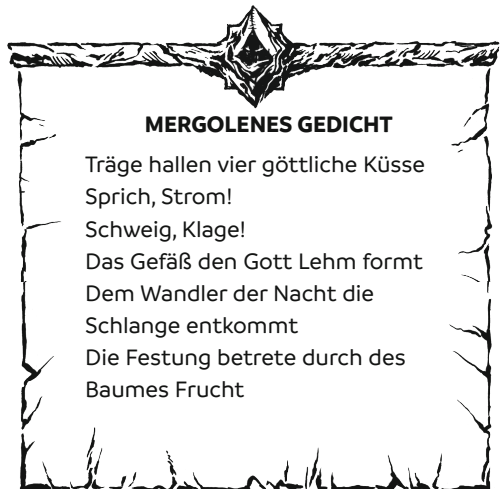 MERGOLENES GEDICHT
Träge hallen vier göttliche Küsse
Sprich, Strom!
Schweig, Klage!
Das Gefäß den Gott Lehm formt
Dem Wandler der Nacht die
Schlange entkommt
Die Festung betrete durch des
Baumes Frucht